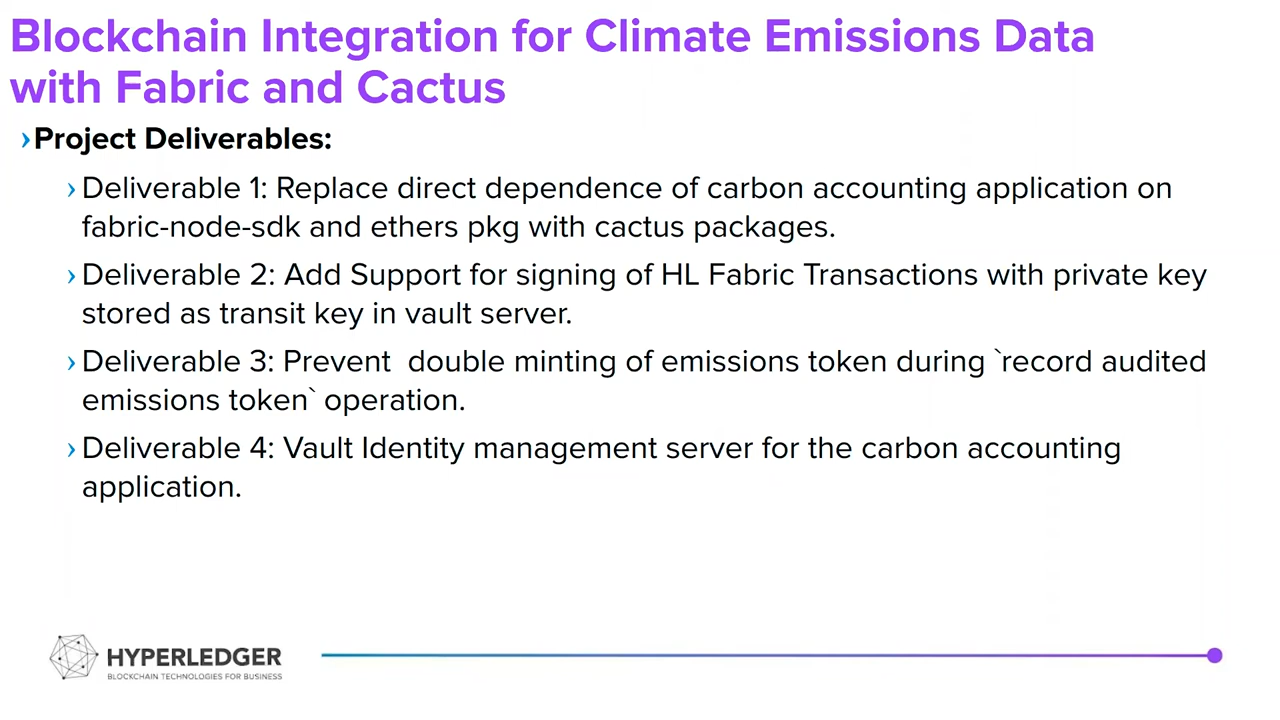 Blockchain Integration for Climate Emissions Data
with Fabric and Cactus
›Project Deliverables:
›Deliverable 1: Replace direct dependence of carbon accounting application on
fabric-node-sdk and ethers pkg with cactus packages.
›Deliverable 2: Add Support for signing of HL Fabric Transactions with private key
stored as transit key in vault server.
›Deliverable 3: Prevent  double minting of emissions token during `record audited
emissions token` operation.
›Deliverable 4: Vault Identity management server for the carbon accounting
application.
HYPERLEDGER
BLOCKCHAIN TECHNOLOGIES FOR BUSINESS